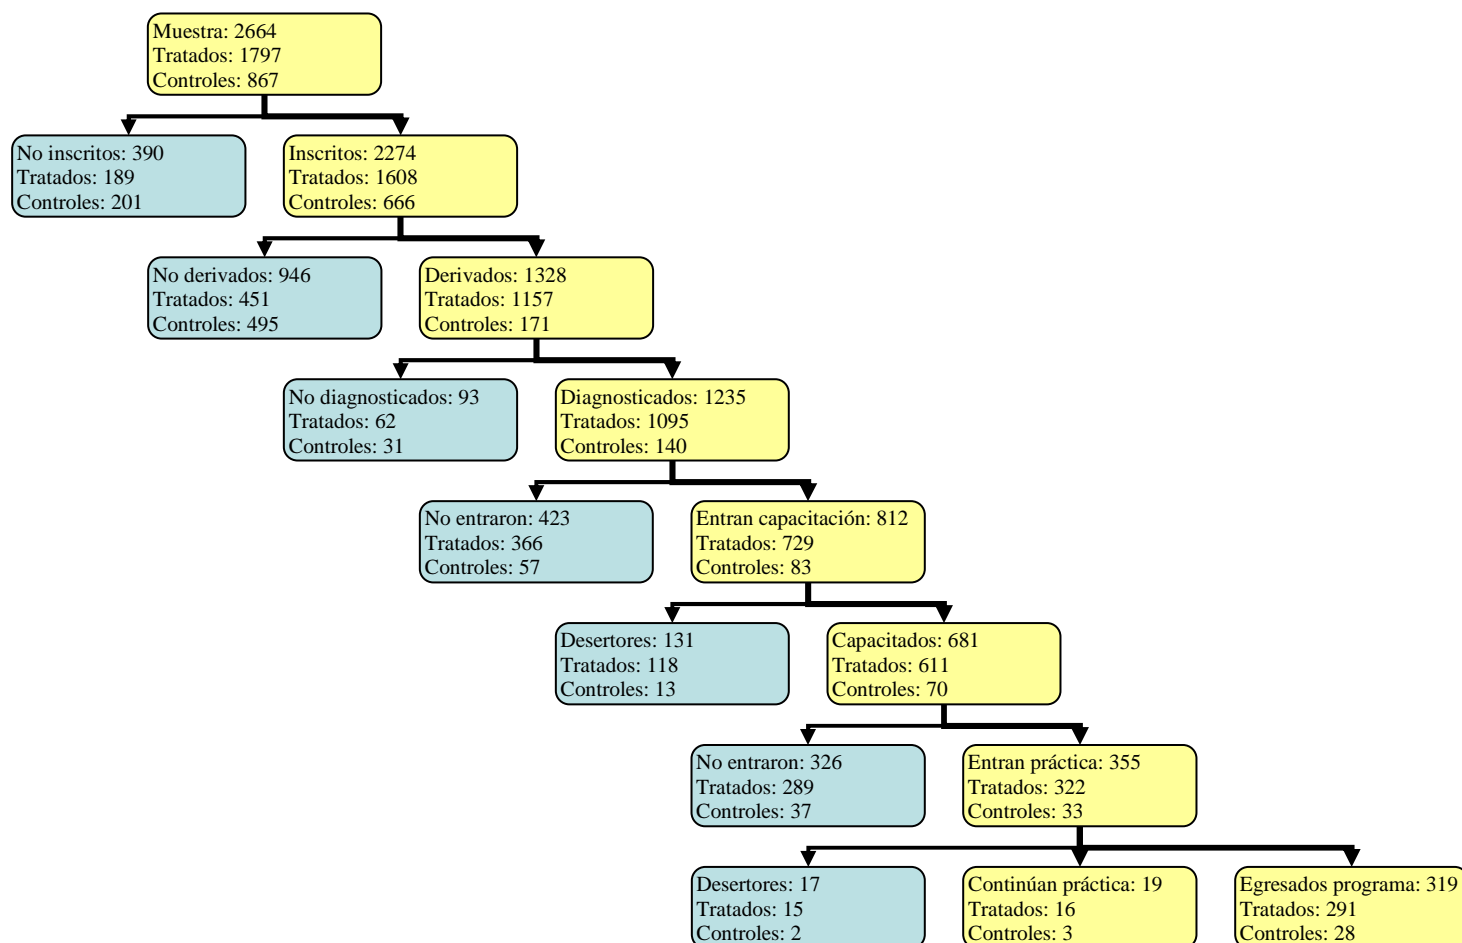 Muestra: 2664
Tratados: 1797
Controles: 867
No inscritos: 390
Tratados: 189
Controles: 201
Inscritos: 2274
Tratados: 1608
Controles: 666
No derivados: 946
Tratados: 451
Controles: 495
Derivados: 1328
Tratados: 1157
Controles: 171
No diagnosticados: 93
Tratados: 62
Controles: 31
Diagnosticados: 1235
Tratados: 1095
Controles: 140
No entraron: 423
Tratados: 366
Controles: 57
Entran capacitación: 812
Tratados: 729
Controles: 83
Desertores: 131
Tratados: 118
Controles: 13
Capacitados: 681
Tratados: 611
Controles: 70
No entraron: 326
Tratados: 289
Controles: 37
Entran práctica: 355
Tratados: 322
Controles: 33
Desertores: 17
Tratados: 15
Controles: 2
Continúan práctica: 19
Tratados: 16
Controles: 3
Egresados programa: 319
Tratados: 291
Controles: 28